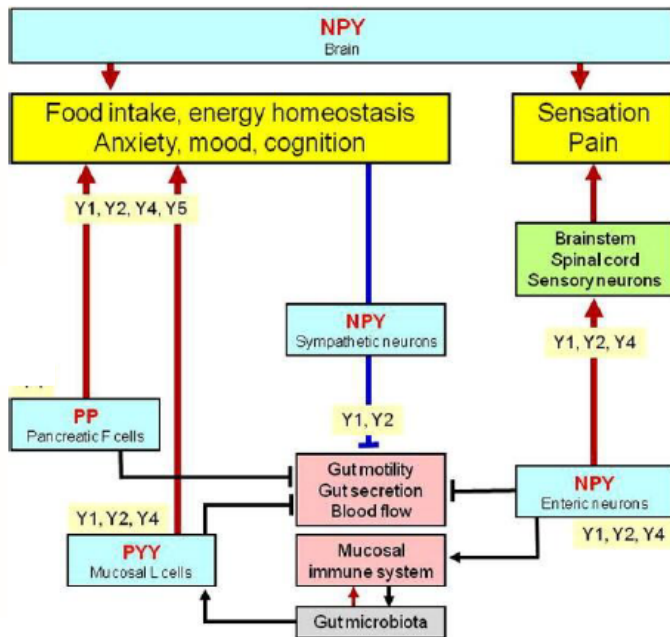 NPY
Brain
Food intake, energy homeostasis
Anxiety, mood, cognition
Sensation
Pain
Y1, Y2, Y4, Y5
Brainstem
Spinal cord
Sensory neurons
NPY
Sympathetic neurons
Y1, Y2, Y4
PP
Pancreatic F cells
Y1, Y2
Gut motility
Gut secretion
Blood flow
NPY
Enteric neurons
Y1, Y2, Y4
Y1, Y2, Y4
PYY
Mucosal L cells
Mucosal
immune system
Gut microbiota